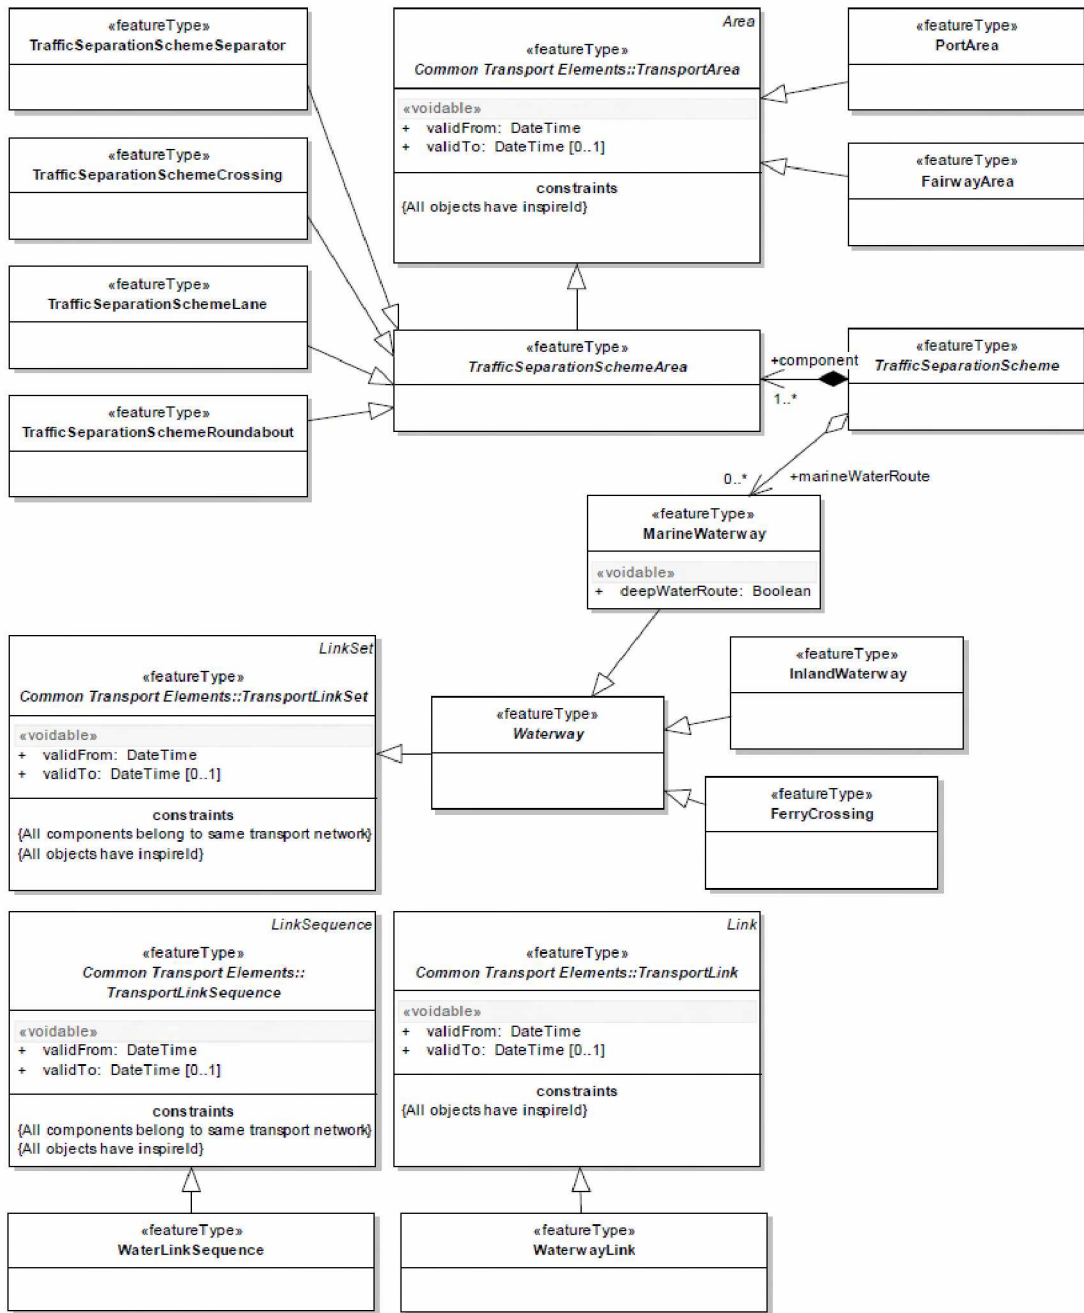 «featureType»
TrafficSeparationSchemeSeparator
«featureType»
TrafficSeparationSchemeCrossing
«featureType»
TrafficSeparationSchemeLane
«featureType»
TrafficSeparationSchemeRoundabout
Area
«featureType»
Common Transport Elements::TransportArea
«voidable»
+ validFrom: DateTime
+ validTo: DateTime [0..1]
constraints
{All objects have inspireId}
«featureType»
PortArea
«featureType»
FairwayArea
«featureType»
TrafficSeparationSchemeArea
+component
1..*
«featureType»
TrafficSeparationScheme
0..*
+marineWaterRoute
«featureType»
MarineWaterway
«voidable»
+ deepWaterRoute: Boolean
LinkSet
«featureType»
Common Transport Elements::TransportLinkSet
«voidable»
+ validFrom: DateTime
+ validTo: DateTime [0..1]
constraints
{All components belong to same transport network}
{All objects have inspireId}
«featureType»
Waterway
«featureType»
InlandWaterway
«featureType»
FerryCrossing
LinkSequence
«featureType»
Common Transport Elements::
TransportLinkSequence
«voidable»
+ validFrom: DateTime
+ validTo: DateTime [0..1]
constraints
{All components belong to same transport network}
{All objects have inspireId}
Link
«featureType»
Common Transport Elements::TransportLink
«voidable»
+ validFrom: DateTime
+ validTo: DateTime [0..1]
constraints
{All objects have inspireId}
«featureType»
WaterLinkSequence
«featureType»
WaterwayLink